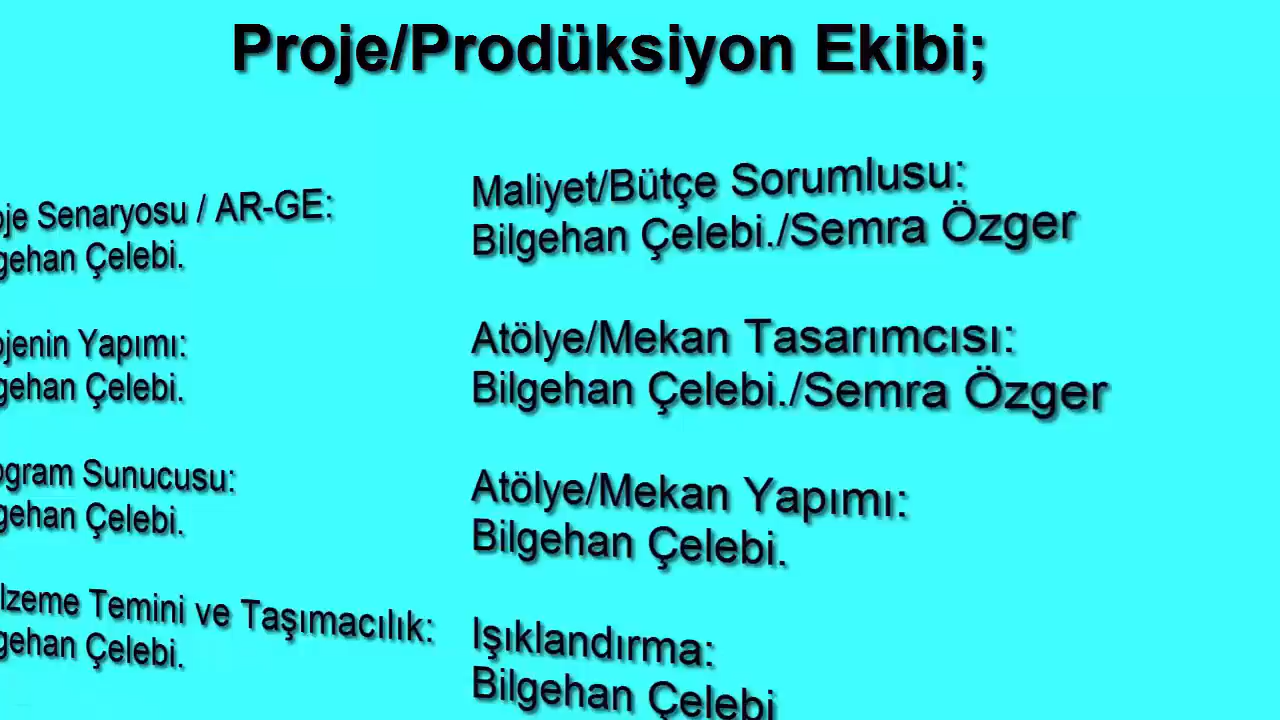 Proje/Prodüksiyon Ekibi;
oje Senaryosu / AR-GE:
gehan Çelebi.
ojenin Yapımı:
gehan Çelebi.
ogram Sunucusu:
gehan Çelebi.
lzeme Temini ve Taşımacılık:
gehan Çelebi.
Maliyet/Bütçe Sorumlusu:
Bilgehan Çelebi./Semra Özger
Atölye/Mekan Tasarımcısı:
Bilgehan Çelebi./Semra Özger
Atölye/Mekan Yapımı:
Bilgehan Çelebi.
Işıklandırma:
Bilgehan Çelebi